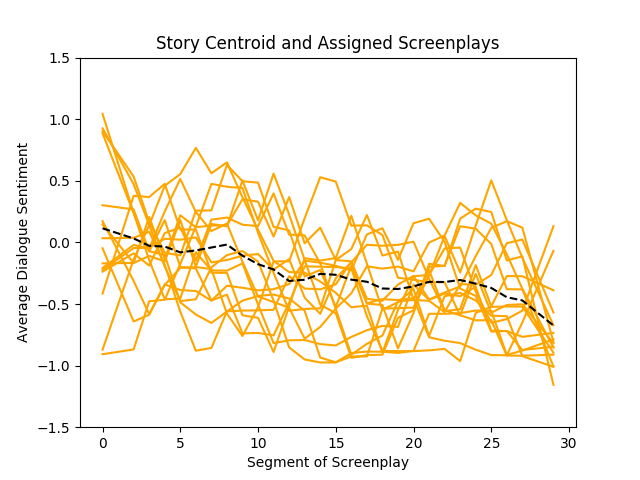 Story Centroid and Assigned Screenplays
1.5
1.0
0.5
0.0
−0.5
−1.0
−1.5
Average Dialogue Sentiment
0 5 10 15 20 25 30
Segment of Screenplay